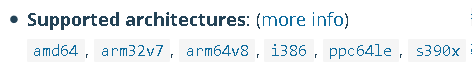 • Supported architectures: (more info)
amd64 , arm32v7 , arm64v8 , i386 , ppc64le , s390x